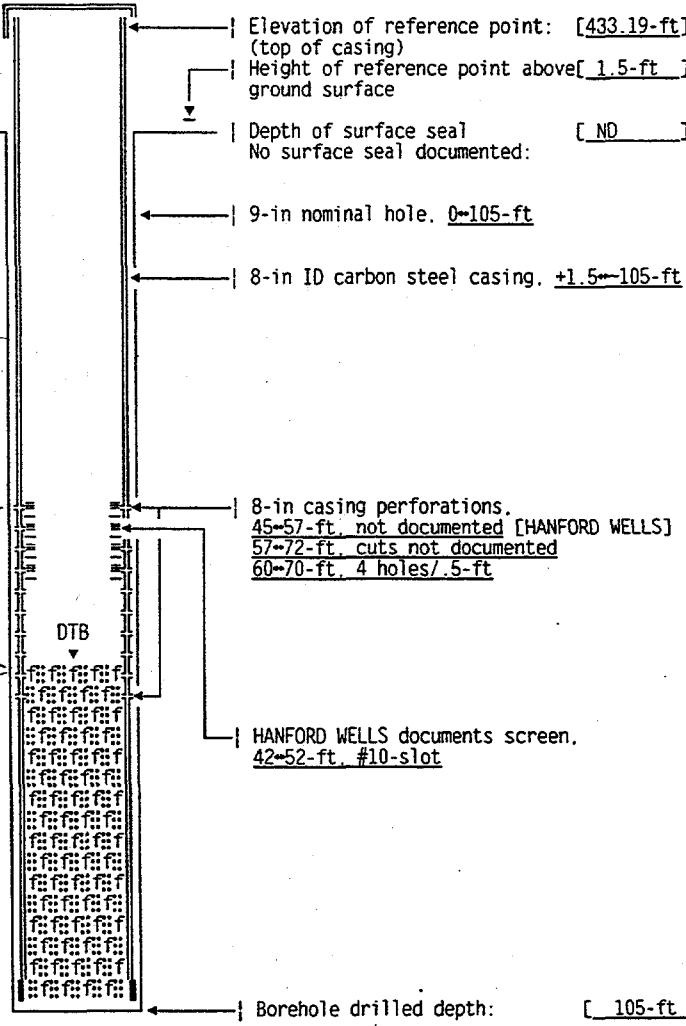 Elevation of reference point: [433.19-ft]
(top of casing)
Height of reference point above[ 1.5-ft ]
ground surface
Depth of surface seal [ ND ]
No surface seal documented:
9-in nominal hole, 0↔105-ft
8-in ID carbon steel casing, +1.5↔105-ft
8-in casing perforations,
45↔57-ft, not documented [HANFORD WELLS]
57↔72-ft, cuts not documented
60↔70-ft, 4 holes/.5-ft
DTB
HANFORD WELLS documents screen,
42↔52-ft, #10-slot
Borehole drilled depth: [ 105-ft